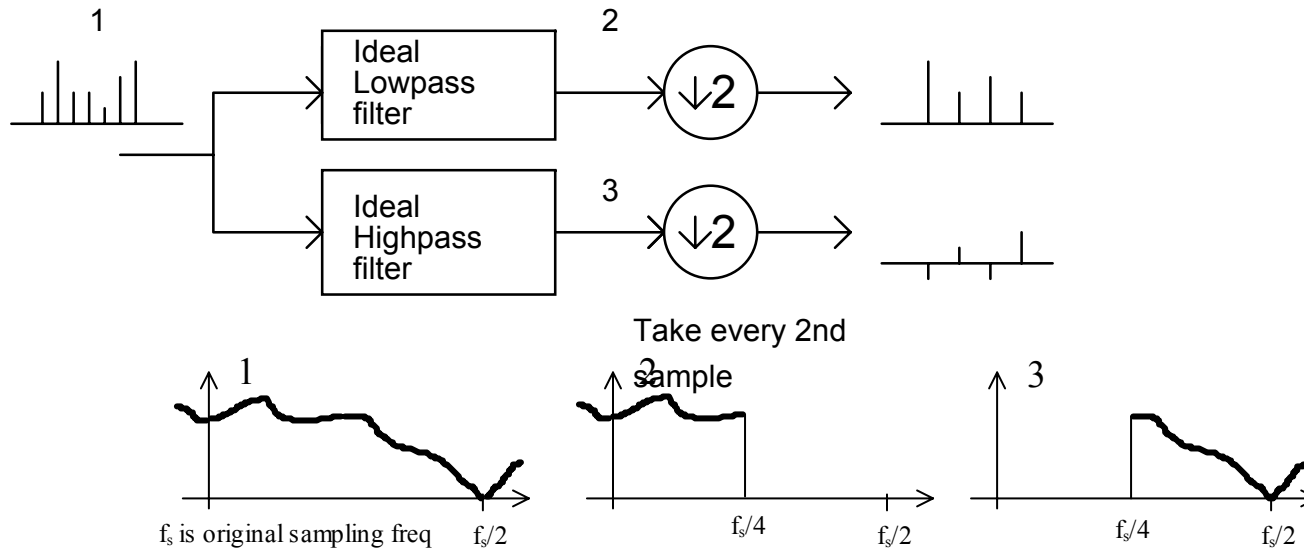 1
2
Ideal
Lowpass
filter
↓2
3
Ideal
Highpass
filter
↓2
Take every 2nd
sample
1
2
3
fs is original sampling freq
fs/2
fs/4
fs/2
fs/4
fs/2